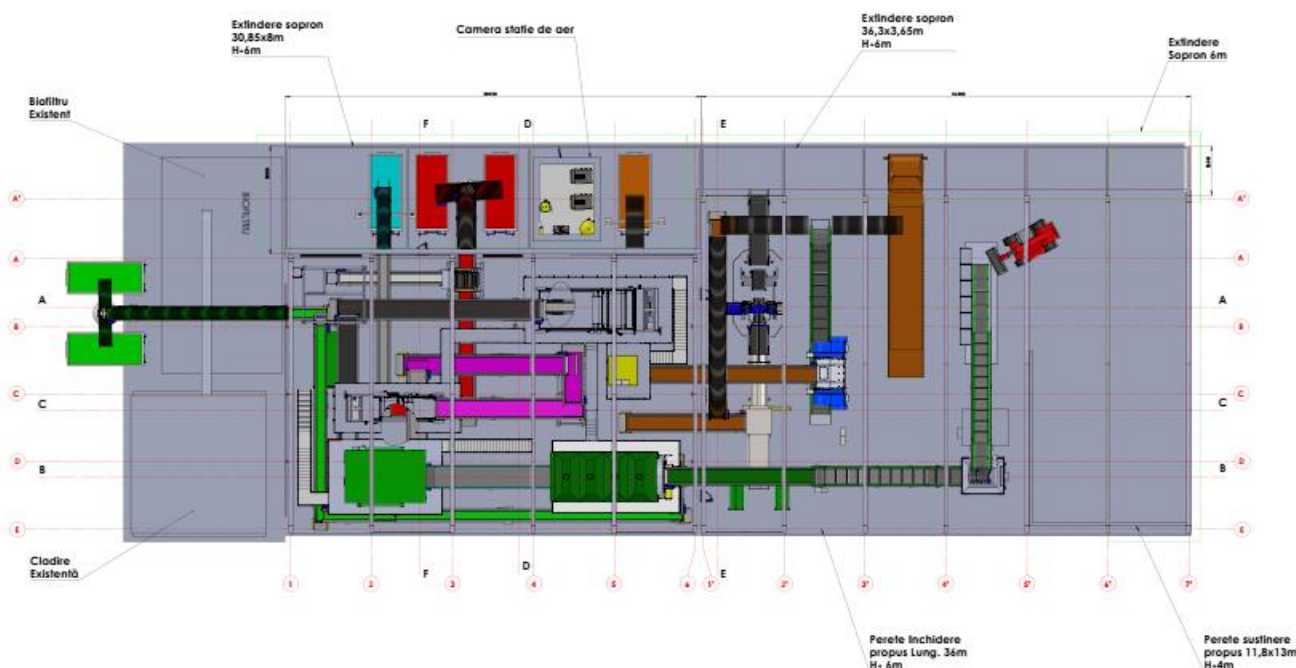 Extindere sopron
30,85x8m
H-6m
Camera statie de aer
Extindere sopron
36,3x3,65m
H-6m
Extindere
Sopron 6m
Biofiltru
Existent
F
D
E
BIOFILTRU
A'
A'
A
A
A
A
B
B
C
C
C
C
D
D
B
B
E
E
Cladire
Existentă
F
D
E
1
2
3
4
5
6
1'
2'
3'
4'
5'
6'
7'
Perete Inchidere
propus Lung. 36m
H- 6m
Perete sustinere
propus 11,8x13m
H-4m